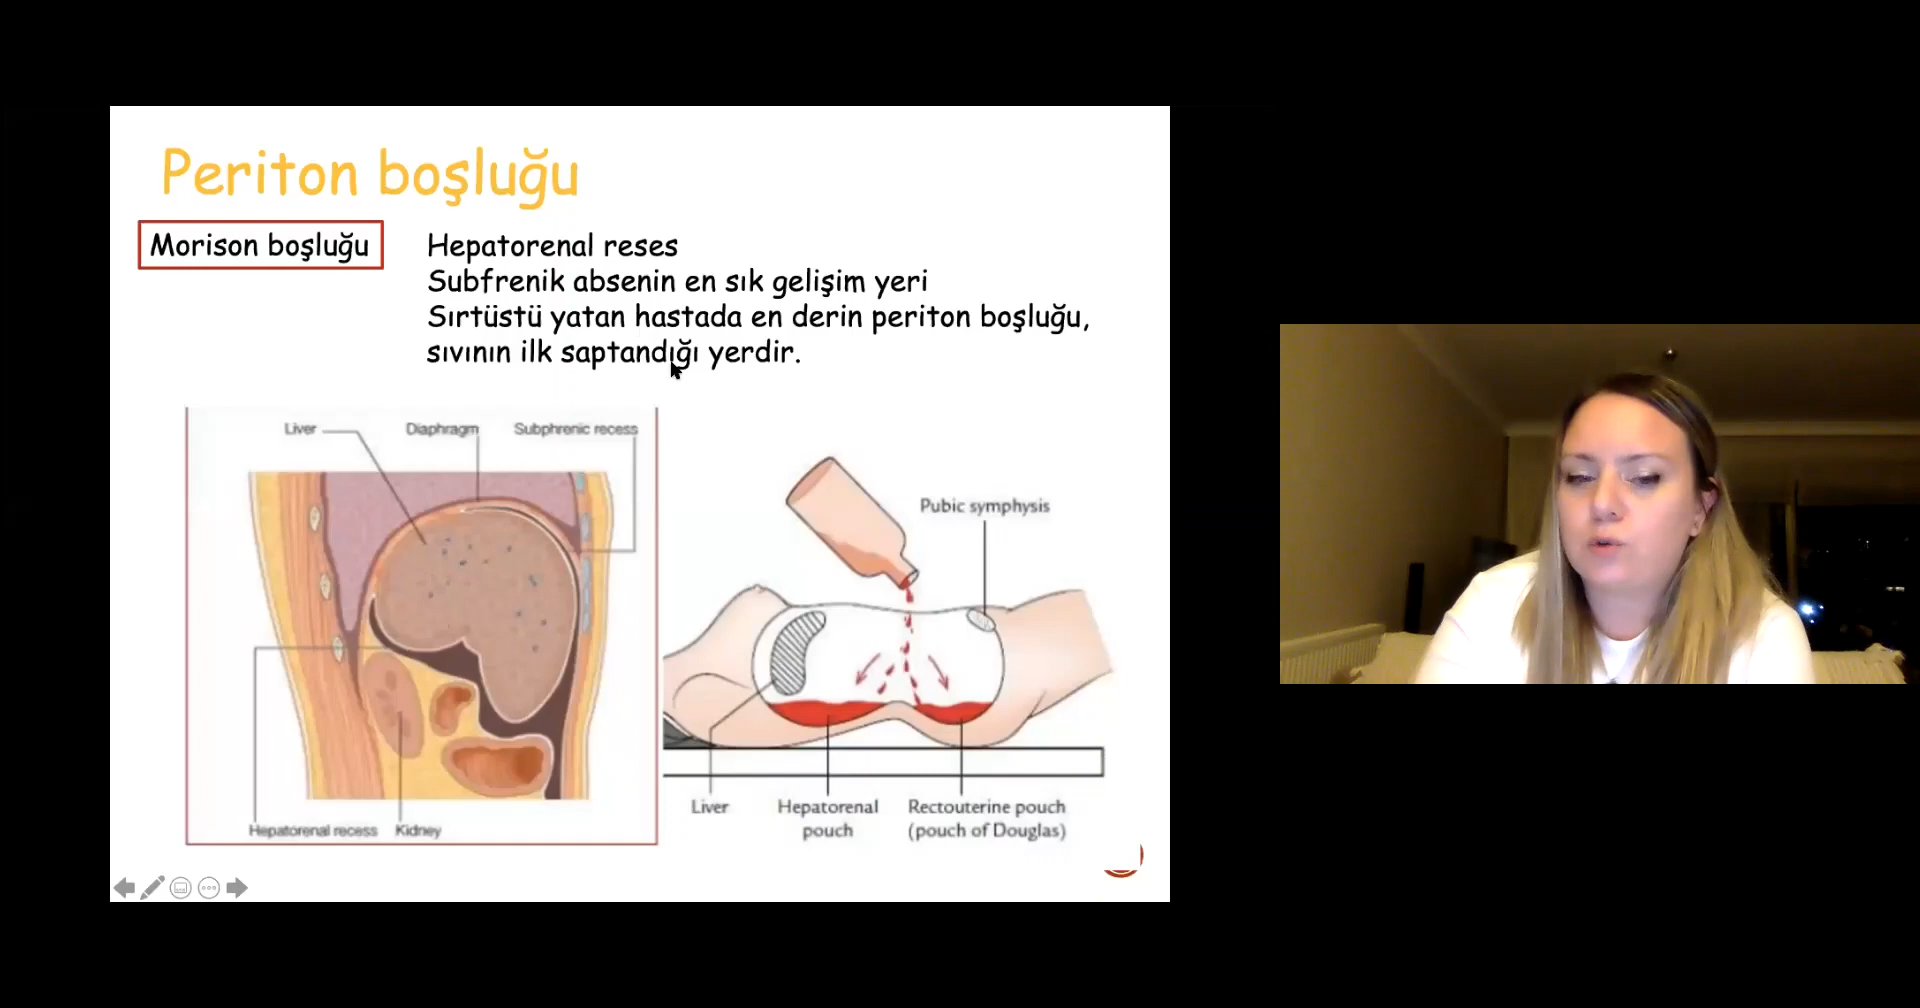 Periton boşluğu
Morison boşluğu
Hepatorenal reses
Subfrenik absenin en sık gelişim yeri
Sırtüstü yatan hastada en derin periton boşluğu,
sıvının ilk saptandığı yerdir.
Liver
Diaphragm
Subphrenic recess
Hepatorenal recess
Kidney
Pubic symphysis
Liver
Hepatorenal
pouch
Rectouterine pouch
(pouch of Douglas)